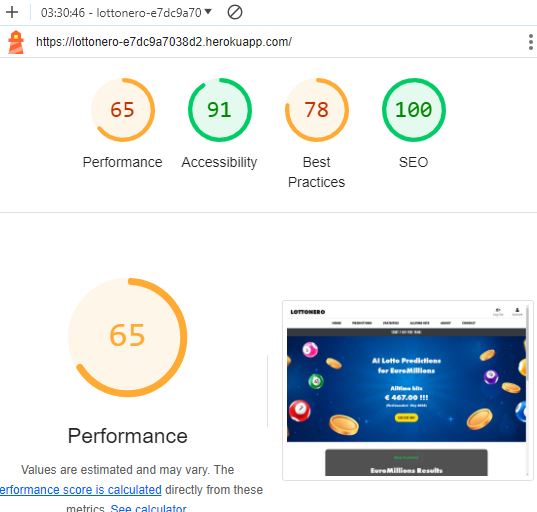 03:30:46 - lottonero-e7dc9a70
https://lottonero-e7dc9a7038d2.herokuapp.com/
65
91
78
100
Performance
Accessibility
Best
Practices
SEO
65
Performance
Values are estimated and may vary. The
erformance score is calculated directly from these
metrics. See calculator.
LOTTONERO
HOME PREDICTIONS STATISTICS ALLTIME HITS ABOUT CONTACT
AI Lotto Predictions
for EuroMillions
Alltime hits
€ 467.00 !!!
EuroMillions Results